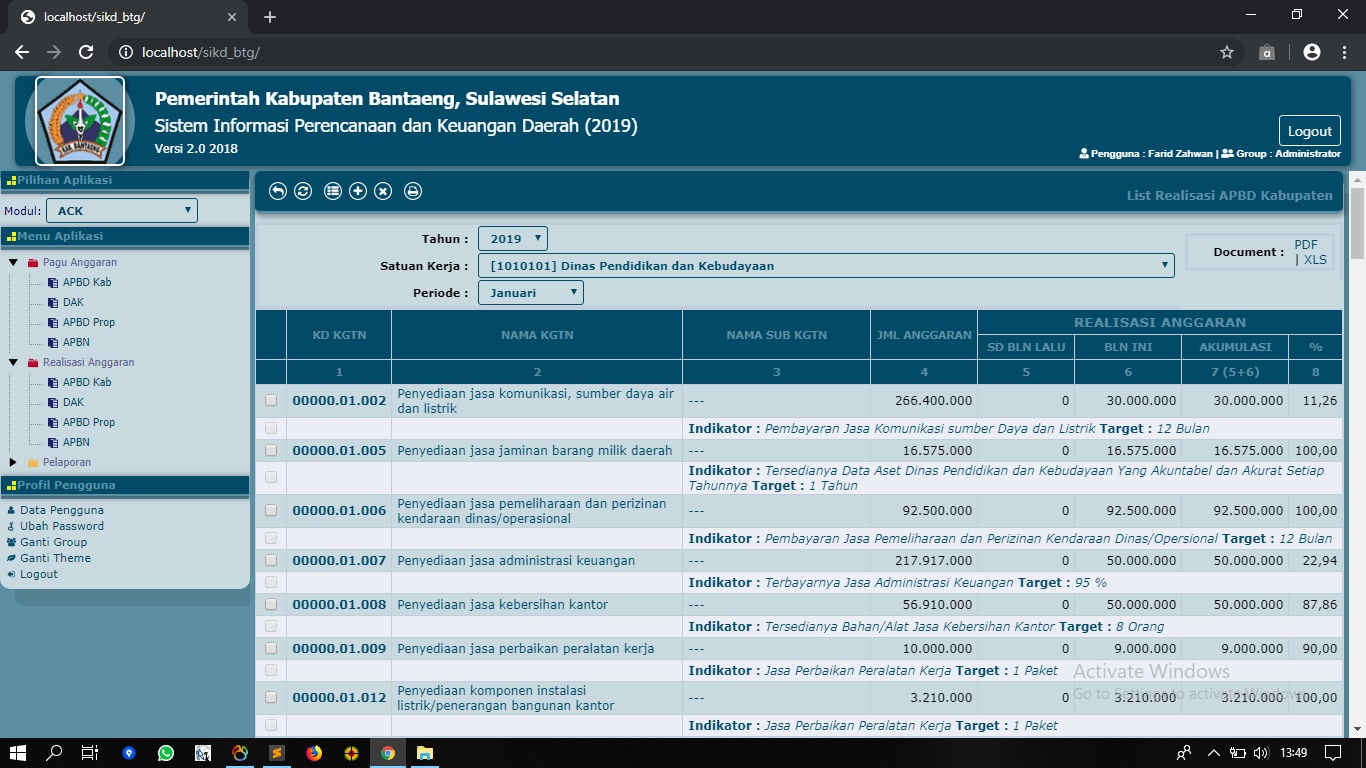 localhost/sikd_btg/
localhost/sikd_btg/
Pemerintah Kabupaten Bantaeng, Sulawesi Selatan
Sistem Informasi Perencanaan dan Keuangan Daerah (2019)
Versi 2.0 2018
KAB. BANTAENG
Logout
Pengguna : Farid Zahwan | Group : Administrator
Pilihan Aplikasi
Modul: ACK
Menu Aplikasi
Pagu Anggaran
APBD Kab
DAK
APBD Prop
APBN
Realisasi Anggaran
APBD Kab
DAK
APBD Prop
APBN
Pelaporan
Profil Pengguna
Data Pengguna
Ubah Password
Ganti Group
Ganti Theme
Logout
List Realisasi APBD Kabupaten
Tahun : 2019
Satuan Kerja : [1010101] Dinas Pendidikan dan Kebudayaan
Periode : Januari
Document : PDF
| XLS
KD KGTN NAMA KGTN NAMA SUB KGTN JML ANGGARAN REALISASI ANGGARAN
SD BLN LALU BLN INI AKUMULASI %
1 2 3 4 5 6 7 (5+6) 8
00000.01.002 Penyediaan jasa komunikasi, sumber daya air
dan listrik --- 266.400.000 0 30.000.000 30.000.000 11,26
Indikator : Pembayaran Jasa Komunikasi sumber Daya dan Listrik Target : 12 Bulan
00000.01.005 Penyediaan jasa jaminan barang milik daerah --- 16.575.000 0 16.575.000 16.575.000 100,00
Indikator : Tersedianya Data Aset Dinas Pendidikan dan Kebudayaan Yang Akuntabel dan Akurat Setiap
Tahunnya Target : 1 Tahun
00000.01.006 Penyediaan jasa pemeliharaan dan perizinan
kendaraan dinas/operasional --- 92.500.000 0 92.500.000 92.500.000 100,00
Indikator : Pembayaran Jasa Pemeliharaan dan Perizinan Kendaraan Dinas/Opersional Target : 12 Bulan
00000.01.007 Penyediaan jasa administrasi keuangan --- 217.917.000 0 50.000.000 50.000.000 22,94
Indikator : Terbayarnya Jasa Administrasi Keuangan Target : 95 %
00000.01.008 Penyediaan jasa kebersihan kantor --- 56.910.000 0 50.000.000 50.000.000 87,86
Indikator : Tersedianya Bahan/Alat Jasa Kebersihan Kantor Target : 8 Orang
00000.01.009 Penyediaan jasa perbaikan peralatan kerja --- 10.000.000 0 9.000.000 9.000.000 90,00
Indikator : Jasa Perbaikan Peralatan Kerja Target : 1 Paket
Activate Windows
Go to Settings to activate Windows.
00000.01.012 Penyediaan komponen instalasi
listrik/penerangan bangunan kantor --- 3.210.000 0 3.210.000 3.210.000 100,00
Indikator : Jasa Perbaikan Peralatan Kerja Target : 1 Paket
13:49